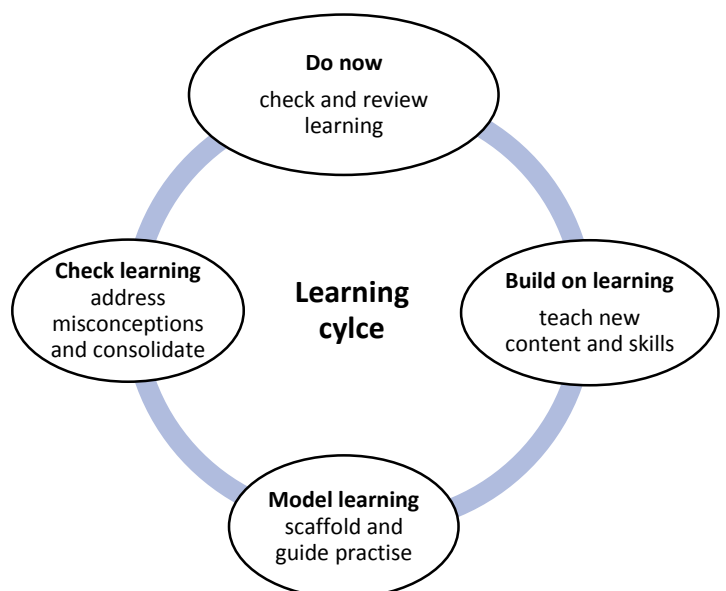 Do now
check and review
learning
Build on learning
teach new
content and skills
Model learning
scaffold and
guide practise
Check learning
address
misconceptions
and consolidate
Learning
cylce